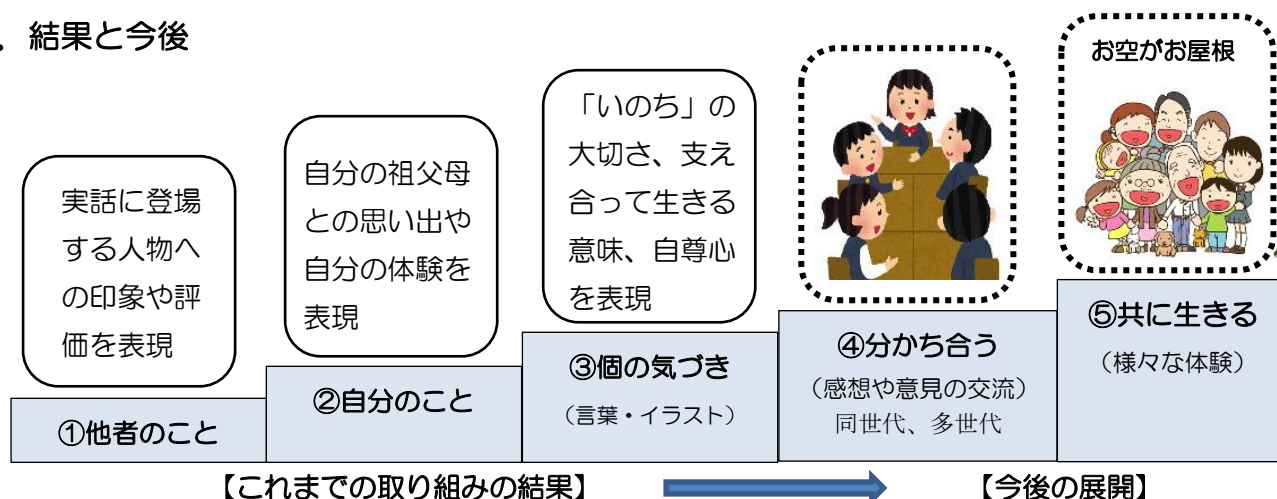 ．結果と今後
実話に登場
する人物へ
の印象や評
価を表現
①他者のこと
自分の祖父母
との思い出や
自分の体験を
表現
②自分のこと
「いのち」の
大切さ、支え
合って生きる
意味、自尊心
を表現
③個の気づき
（言葉・イラスト）
④分かち合う
（感想や意見の交流）
同世代、多世代
お空がお屋根
⑤共に生きる
（様々な体験）
【これまでの取り組みの結果】
【今後の展開】